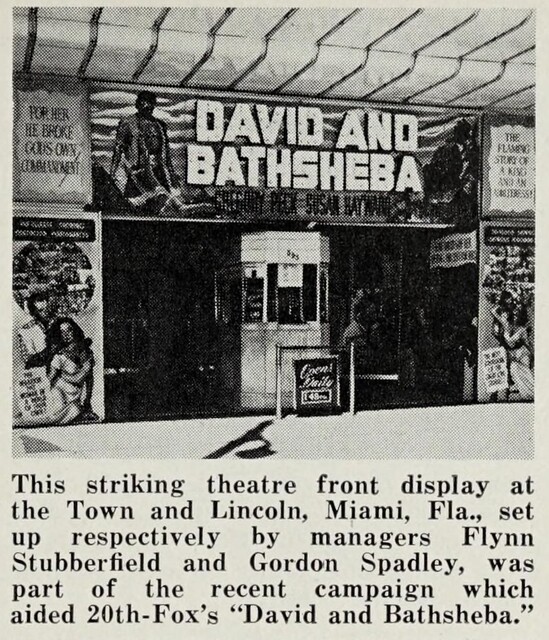 FOR HER
HE BROKE
GOD'S OWN
COMMANDMENT
DAVID AND
BATHSHEBA
GREGORY PECK SUSAN HAYWARD
THE
FLAMING
STORY OF
A KING
AND AN
Opens
Daily
1:45
This striking theatre front display at
the Town and Lincoln, Miami, Fla., set
up respectively by managers Flynn
Stubberfield and Gordon Spadley, was
part of the recent campaign which
aided 20th-Fox's “David and Bathsheba.”